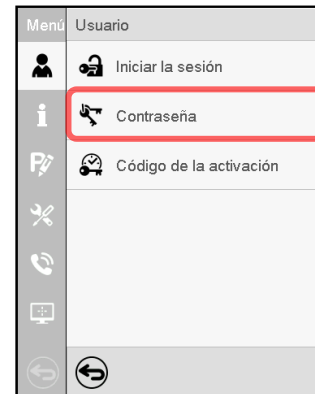 Menú Usuario
Iniciar la sesión
Contraseña
Código de la activación